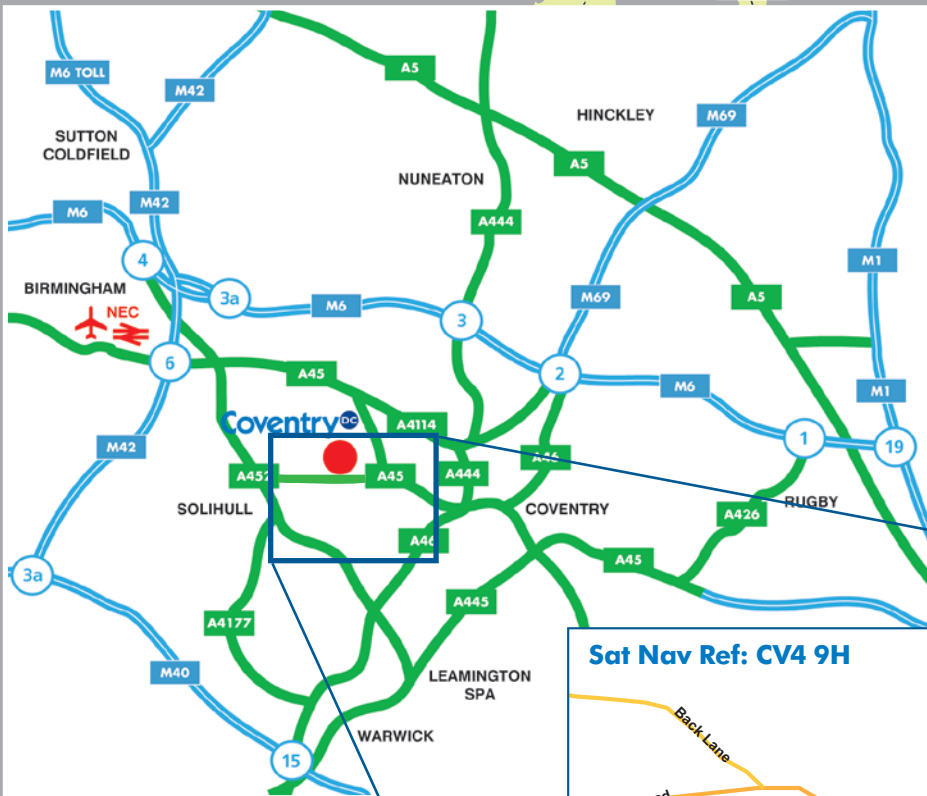 A5
M6 TOLL
M42
HINCKLEY
M69
SUTTON
COLDFIELD
A5
NUNEATON
M42
M6
A444
4
M1
BIRMINGHAM
3a
M6
M69
A5
NEC
3
6
A45
2
M6
M1
Coventry DC
A4114
M42
1
19
A452
A45
A444
A46
RUGBY
SOLIHULL
COVENTRY
A426
A46
A45
3a
A445
A4177
Sat Nav Ref: CV4 9H
M40
LEAMINGTON
SPA
Back Lane
WARWICK
15